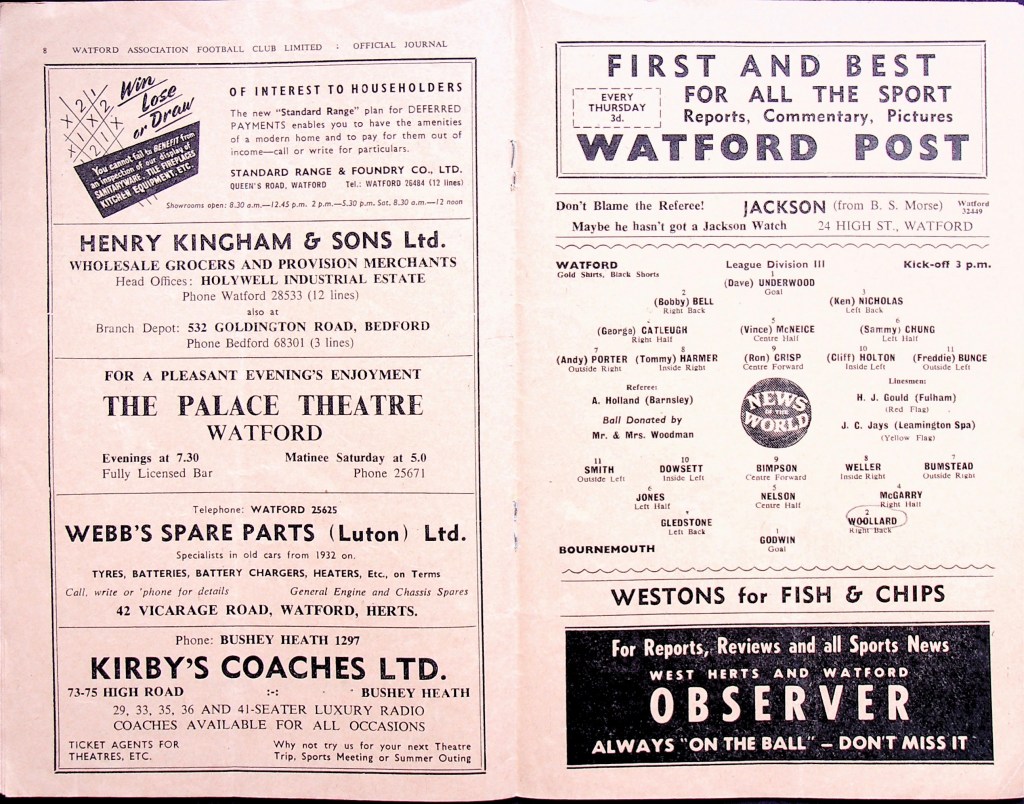 8 WATFORD ASSOCIATION FOOTBALL CLUB LIMITED : OFFICIAL JOURNAL
Win
Lose
or Draw
You cannot fail to BENEFIT from
an inspection of our display of
SANITARYWARE, TILE FIREPLACES
KITCHEN EQUIPMENT, ETC.
OF INTEREST TO HOUSEHOLDERS
The new "Standard Range" plan for DEFERRED
PAYMENTS enables you to have the amenities
of a modern home and to pay for them out of
income—call or write for particulars.
STANDARD RANGE & FOUNDRY CO., LTD.
QUEEN'S ROAD, WATFORD Tel.: WATFORD 26484 (12 lines)
Showrooms open: 8.30 a.m.—12.45 p.m. 2 p.m.—5.30 p.m. Sat. 8.30 a.m.—12 noon
HENRY KINGHAM & SONS Ltd.
WHOLESALE GROCERS AND PROVISION MERCHANTS
Head Offices: HOLYWELL INDUSTRIAL ESTATE
Phone Watford 28533 (12 lines)
also at
Branch Depot: 532 GOLDINGTON ROAD, BEDFORD
Phone Bedford 68301 (3 lines)
FOR A PLEASANT EVENING'S ENJOYMENT
THE PALACE THEATRE
WATFORD
Evenings at 7.30 Matinee Saturday at 5.0
Fully Licensed Bar Phone 25671
Telephone: WATFORD 25625
WEBB'S SPARE PARTS (Luton) Ltd.
Specialists in old cars from 1932 on.
TYRES, BATTERIES, BATTERY CHARGERS, HEATERS, Etc., on Terms
Call, write or 'phone for details General Engine and Chassis Spares
42 VICARAGE ROAD, WATFORD, HERTS.
Phone: BUSHEY HEATH 1297
KIRBY'S COACHES LTD.
73-75 HIGH ROAD :-: BUSHEY HEATH
29, 33, 35, 36 AND 41-SEATER LUXURY RADIO
COACHES AVAILABLE FOR ALL OCCASIONS
TICKET AGENTS FOR Why not try us for your next Theatre
THEATRES, ETC. Trip, Sports Meeting or Summer Outing
FIRST AND BEST
EVERY
THURSDAY
3d.
FOR ALL THE SPORT
Reports, Commentary, Pictures
WATFORD POST
Don't Blame the Referee! JACKSON (from B. S. Morse) Watford 32449
Maybe he hasn't got a Jackson Watch 24 HIGH ST., WATFORD
WATFORD League Division III Kick-off 3 p.m.
Gold Shirts, Black Shorts
1
(Dave) UNDERWOOD
Goal
2 3
(Bobby) BELL (Ken) NICHOLAS
Right Back Left Back
5 6
(George) CATLEUGH (Vince) McNEICE (Sammy) CHUNG
Right Half Centre Half Left Half
7 8 9 10 11
(Andy) PORTER (Tommy) HARMER (Ron) CRISP (Cliff) HOLTON (Freddie) BUNCE
Outside Right Inside Right Centre Forward Inside Left Outside Left
Referee: Linesmen:
A. Holland (Barnsley) H. J. Gould (Fulham)
(Red Flag)
Ball Donated by J. C. Jays (Leamington Spa)
Mr. & Mrs. Woodman (Yellow Flag)
NEWS
OF THE
WORLD
11 10 9 8 7
SMITH DOWSETT BIMPSON WELLER BUMSTEAD
Outside Left Inside Left Centre Forward Inside Right Outside Right
6 5 4
JONES NELSON McGARRY
Left Half Centre Half Right Half
2
GLEDSTONE WOOLLARD
Left Back Right Back
1
GODWIN
Goal
BOURNEMOUTH
WESTONS for FISH & CHIPS
For Reports, Reviews and all Sports News
WEST HERTS AND WATFORD
OBSERVER
ALWAYS "ON THE BALL" – DON'T MISS IT